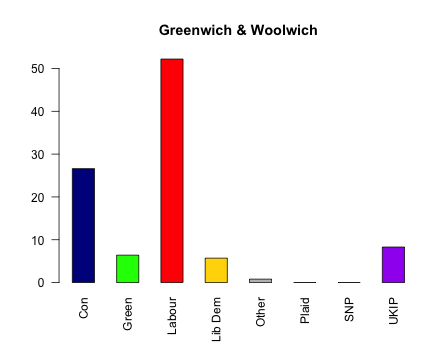 Greenwich & Woolwich
50
40
30
20
10
0
Con
Green
Labour
Lib Dem
Other
Plaid
SNP
UKIP